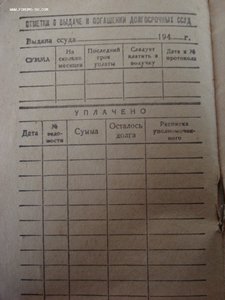 ОТМЕТКА О ВЫДАЧЕ И ПОГАШЕНИИ ДОЛГОСРОЧНЫХ ССУД
Выдана ссуда 194 г.
СУММА
На сколько месяцев
Последний срок уплаты
Следует платить в получку
Дата и № протокола
УПЛАЧЕНО
Дата
№ ведомости
Сумма
Осталось долга
Расписка уполномоченного